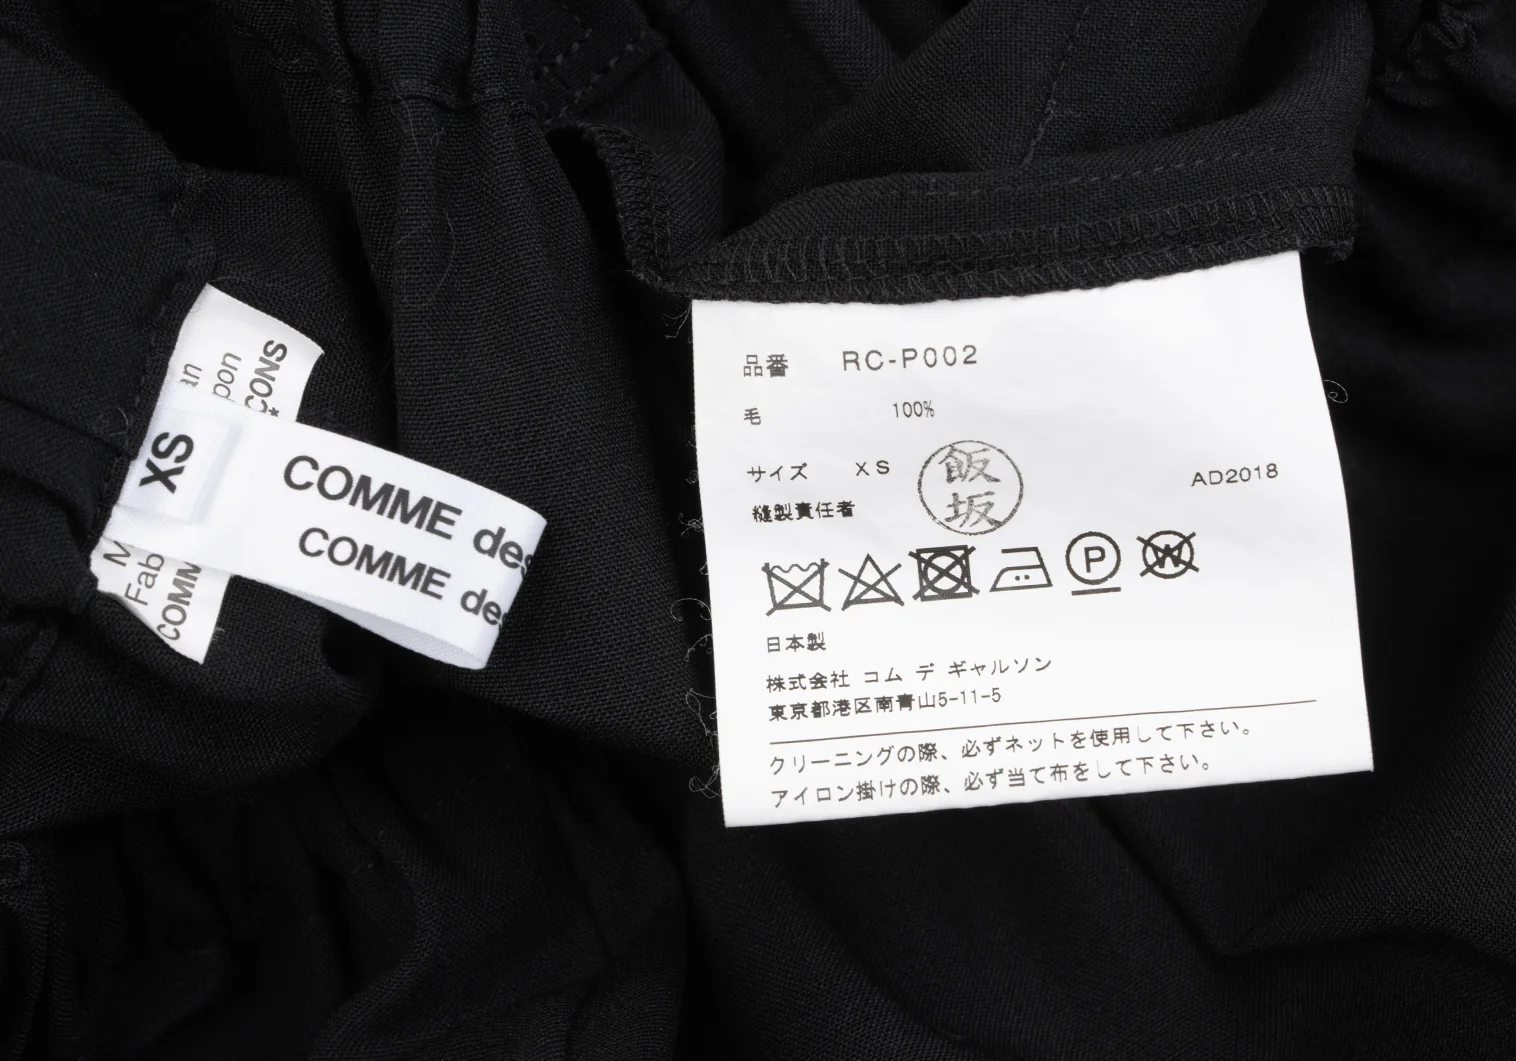 an
pon
CONS
*
XS
COMME des
COMME des
M
Fab
COMM
品番 RC-P002
毛 100%
サイズ XS
飯坂
AD2018
縫製責任者
P
W
日本製
株式会社 コム デ ギャルソン
東京都港区南青山5-11-5
クリーニングの際、必ずネットを使用して下さい。
アイロン掛けの際、必ず当て布をして下さい。